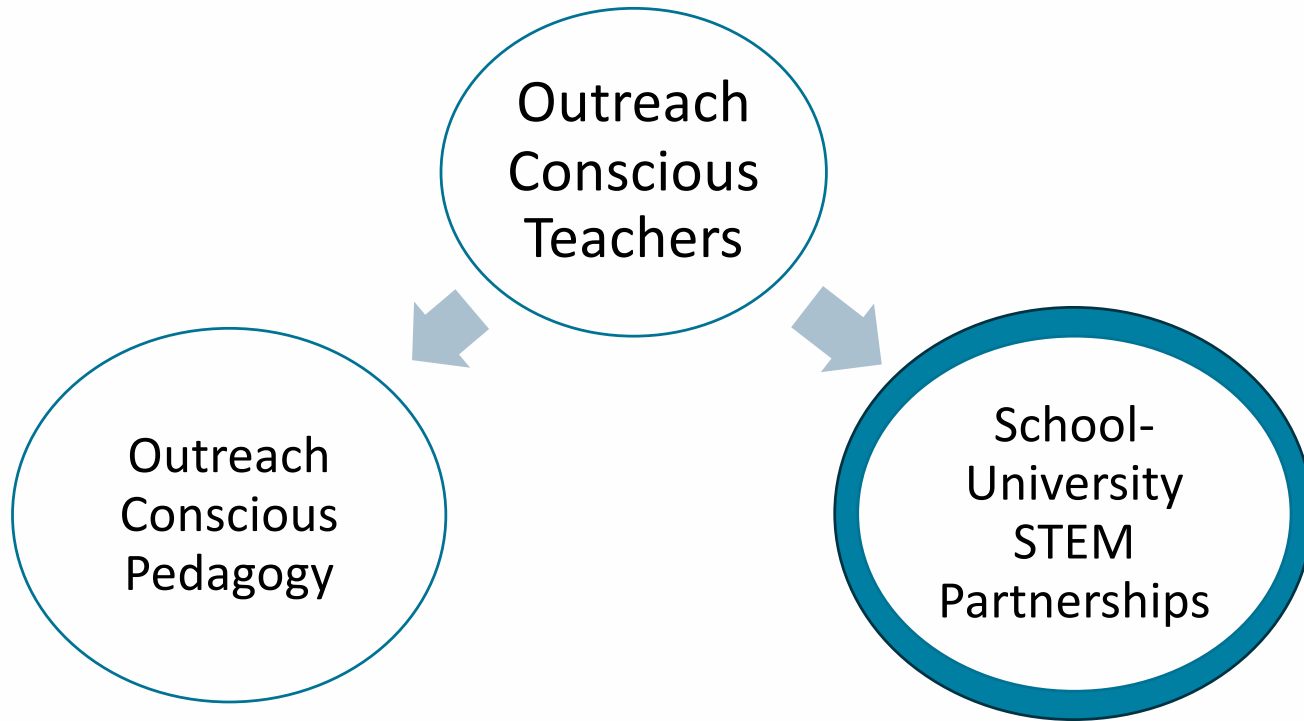 Outreach
Conscious
Teachers
Outreach
Conscious
Pedagogy
School-
University
STEM
Partnerships